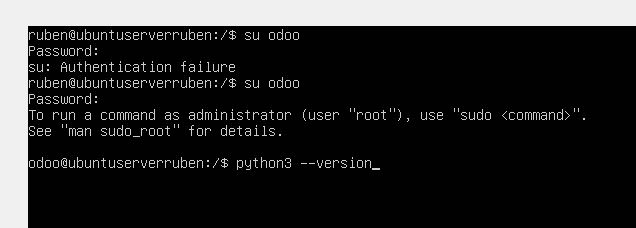 ruben@ubuntuserverruben:/$ su odoo
Password:
su: Authentication failure
ruben@ubuntuserverruben:/$ su odoo
Password:
To run a command as administrator (user "root"), use "sudo <command>".
See "man sudo_root" for details.
odoo@ubuntuserverruben:/$ python3 --version_